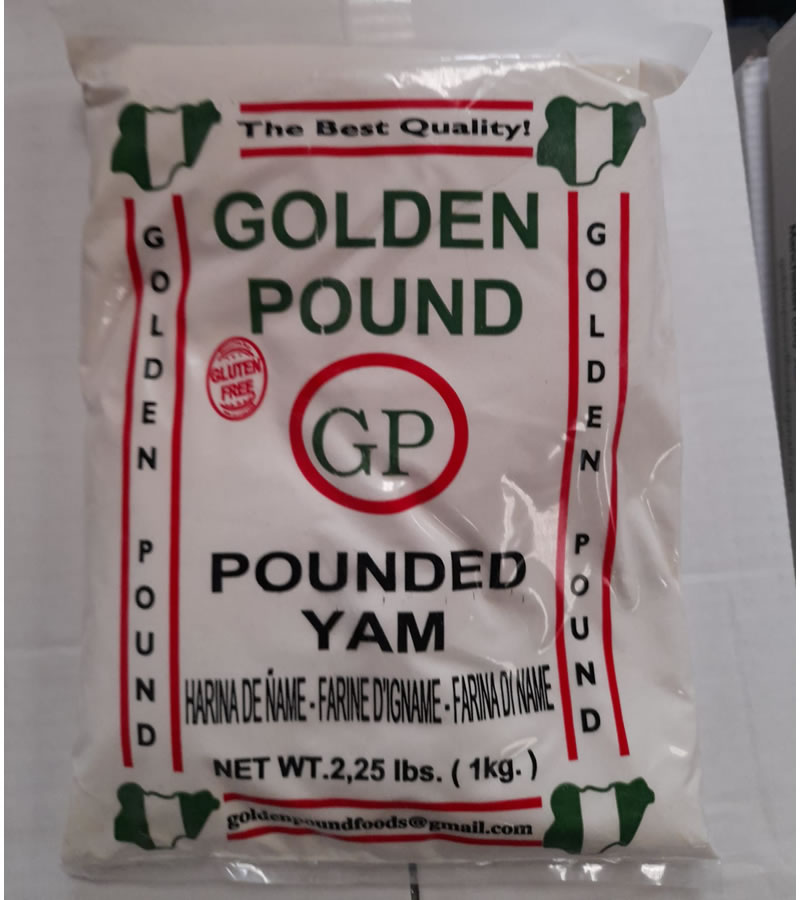 The Best Quality!
GOLDEN
POUND
GOLDEN POUND
GOLDEN POUND
GLUTEN
FREE
GP
POUNDED
YAM
HARINA DE ÑAME - FARINE D'IGNAME - FARINA DI NAME
NET WT.2,25 lbs. ( 1kg. )
goldenpoundfoods@gmail.com